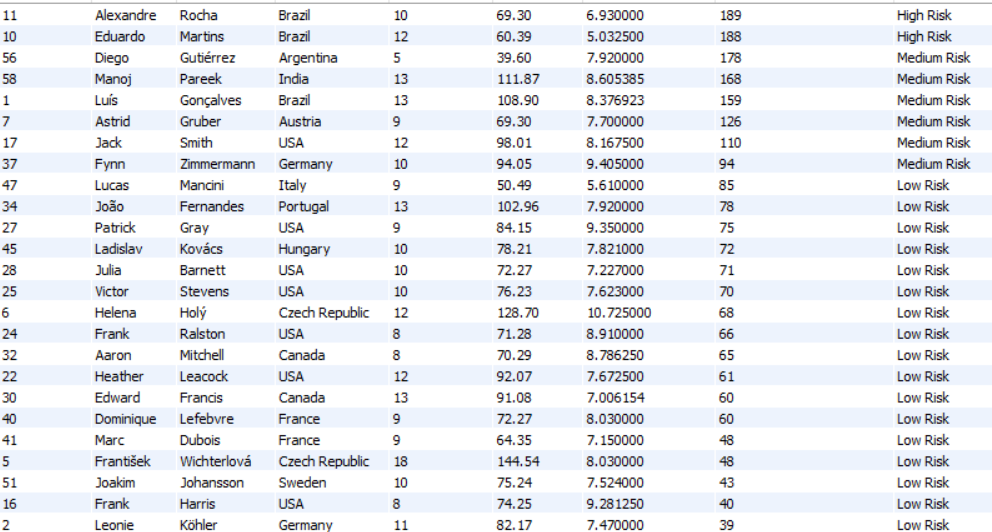 11 Alexandre Rocha Brazil 10 69.30 6.930000 189 High Risk
10 Eduardo Martins Brazil 12 60.39 5.032500 188 High Risk
56 Diego Gutiérrez Argentina 5 39.60 7.920000 178 Medium Risk
58 Manoj Pareek India 13 111.87 8.605385 168 Medium Risk
1 Luís Gonçalves Brazil 13 108.90 8.376923 159 Medium Risk
7 Astrid Gruber Austria 9 69.30 7.700000 126 Medium Risk
17 Jack Smith USA 12 98.01 8.167500 110 Medium Risk
37 Fynn Zimmermann Germany 10 94.05 9.405000 94 Medium Risk
47 Lucas Mancini Italy 9 50.49 5.610000 85 Low Risk
34 João Fernandes Portugal 13 102.96 7.920000 78 Low Risk
27 Patrick Gray USA 9 84.15 9.350000 75 Low Risk
45 Ladislav Kovács Hungary 10 78.21 7.821000 72 Low Risk
28 Julia Barnett USA 10 72.27 7.227000 71 Low Risk
25 Victor Stevens USA 10 76.23 7.623000 70 Low Risk
6 Helena Holý Czech Republic 12 128.70 10.725000 68 Low Risk
24 Frank Ralston USA 8 71.28 8.910000 66 Low Risk
32 Aaron Mitchell Canada 8 70.29 8.786250 65 Low Risk
22 Heather Leacock USA 12 92.07 7.672500 61 Low Risk
30 Edward Francis Canada 13 91.08 7.006154 60 Low Risk
40 Dominique Lefebvre France 9 72.27 8.030000 60 Low Risk
41 Marc Dubois France 9 64.35 7.150000 48 Low Risk
5 František Wichterlová Czech Republic 18 144.54 8.030000 48 Low Risk
51 Joakim Johansson Sweden 10 75.24 7.524000 43 Low Risk
16 Frank Harris USA 8 74.25 9.281250 40 Low Risk
2 Leonie Köhler Germany 11 82.17 7.470000 39 Low Risk